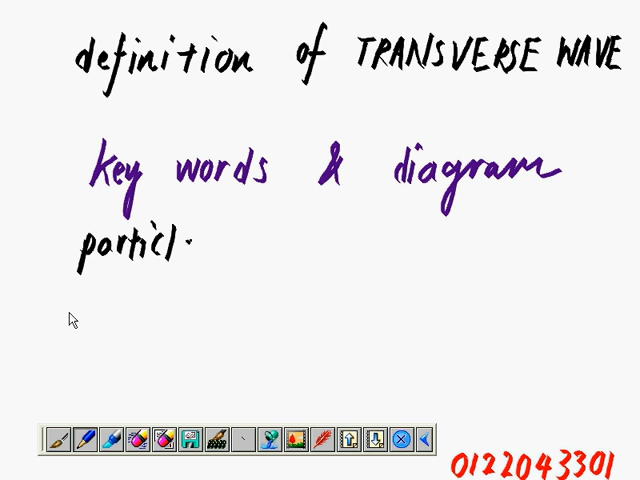 definition of TRANSVERSE WAVE
key words & diagram
particl
0122043301